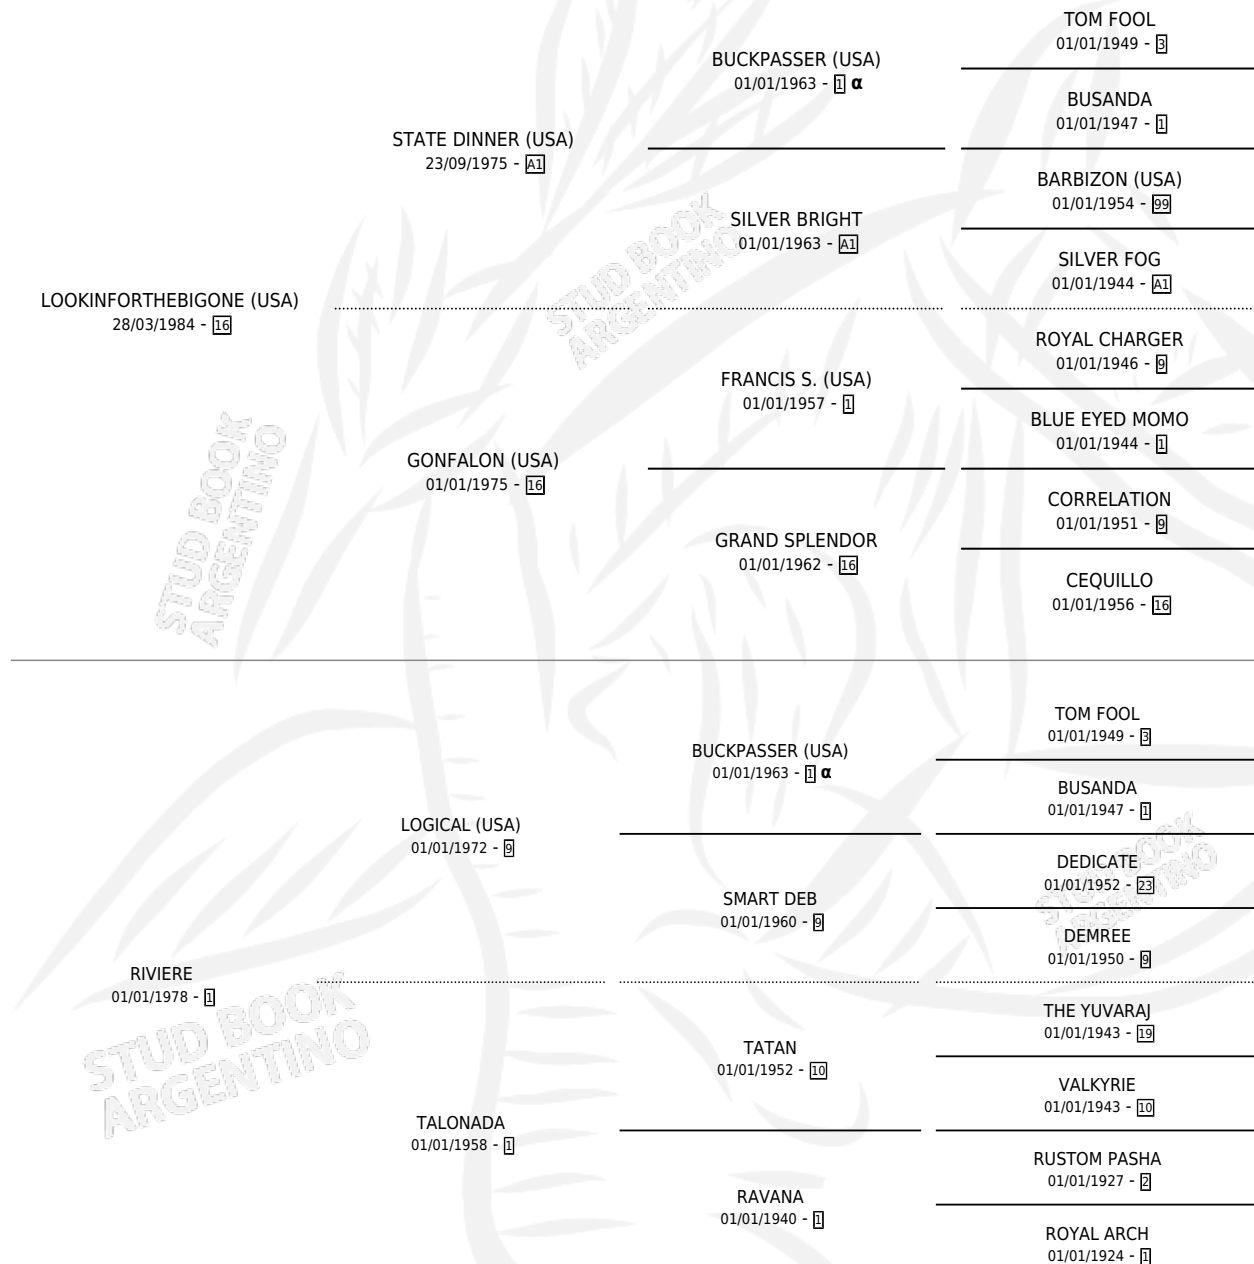 TOM FOOL
01/01/1949 - 3
BUCKPASSER (USA)
01/01/1963 - 1 α
BUSANDA
01/01/1947 - 1
STATE DINNER (USA)
23/09/1975 - A1
BARBIZON (USA)
01/01/1954 - 99
SILVER BRIGHT
01/01/1963 - A1
SILVER FOG
01/01/1944 - A1
STUD BOOK
ARGENTINO
LOOKINFORTHEBIGONE (USA)
28/03/1984 - 16
ROYAL CHARGER
01/01/1946 - 9
FRANCIS S. (USA)
01/01/1957 - 1
BLUE EYED MOMO
01/01/1944 - 1
GONFALON (USA)
01/01/1975 - 16
CORRELATION
01/01/1951 - 9
GRAND SPLENDOR
01/01/1962 - 16
CEQUILLO
01/01/1956 - 16
STUD BOOK
ARGENTINO
TOM FOOL
01/01/1949 - 3
BUCKPASSER (USA)
01/01/1963 - 1 α
BUSANDA
01/01/1947 - 1
LOGICAL (USA)
01/01/1972 - 9
DEDICATE
01/01/1952 - 23
SMART DEB
01/01/1960 - 9
DEMREE
01/01/1950 - 9
STUD BOOK
ARGENTINO
RIVIERE
01/01/1978 - 1
THE YUVARAJ
01/01/1943 - 19
TATAN
01/01/1952 - 10
VALKYRIE
01/01/1943 - 10
STUD BOOK
ARGENTINO
TALONADA
01/01/1958 - 1
RUSTOM PASHA
01/01/1927 - 2
RAVANA
01/01/1940 - 1
ROYAL ARCH
01/01/1924 - 1